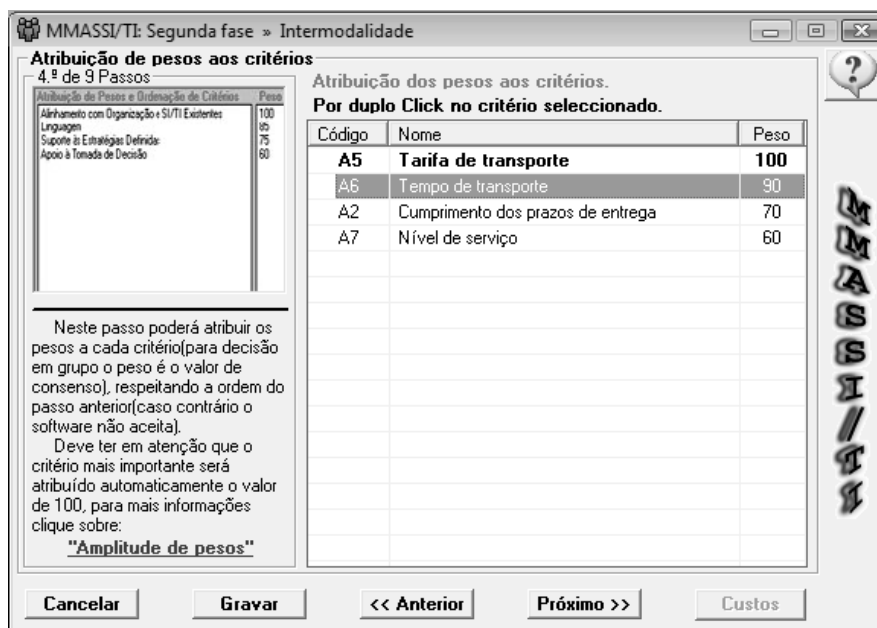 MMASSI/TI: Segunda fase » Intermodalidade
Atribuição de pesos aos critérios
4.º de 9 Passos
Atribuição de Pesos e Ordenação de Critérios Peso
Alinhamento com Organização e SI/TI Existentes 100
Linguagen 85
Suporte às Estratégias Definida: 75
Apoio à Tomada de Decisão 60
Neste passo poderá atribuir os
pesos a cada critério(para decisão
em grupo o peso é o valor de
consenso), respeitando a ordem do
passo anterior(caso contrário o
software não aceita).
Deve ter em atenção que o
critério mais importante será
atribuído automaticamente o valor
de 100, para mais informações
clique sobre:
"Amplitude de pesos"
Atribuição dos pesos aos critérios.
Por duplo Click no critério seleccionado.
Código Nome Peso
A5 Tarifa de transporte 100
A6 Tempo de transporte 90
A2 Cumprimento dos prazos de entrega 70
A7 Nível de serviço 60
?
MMASSI/TI
Cancelar Gravar << Anterior Próximo >> Custos